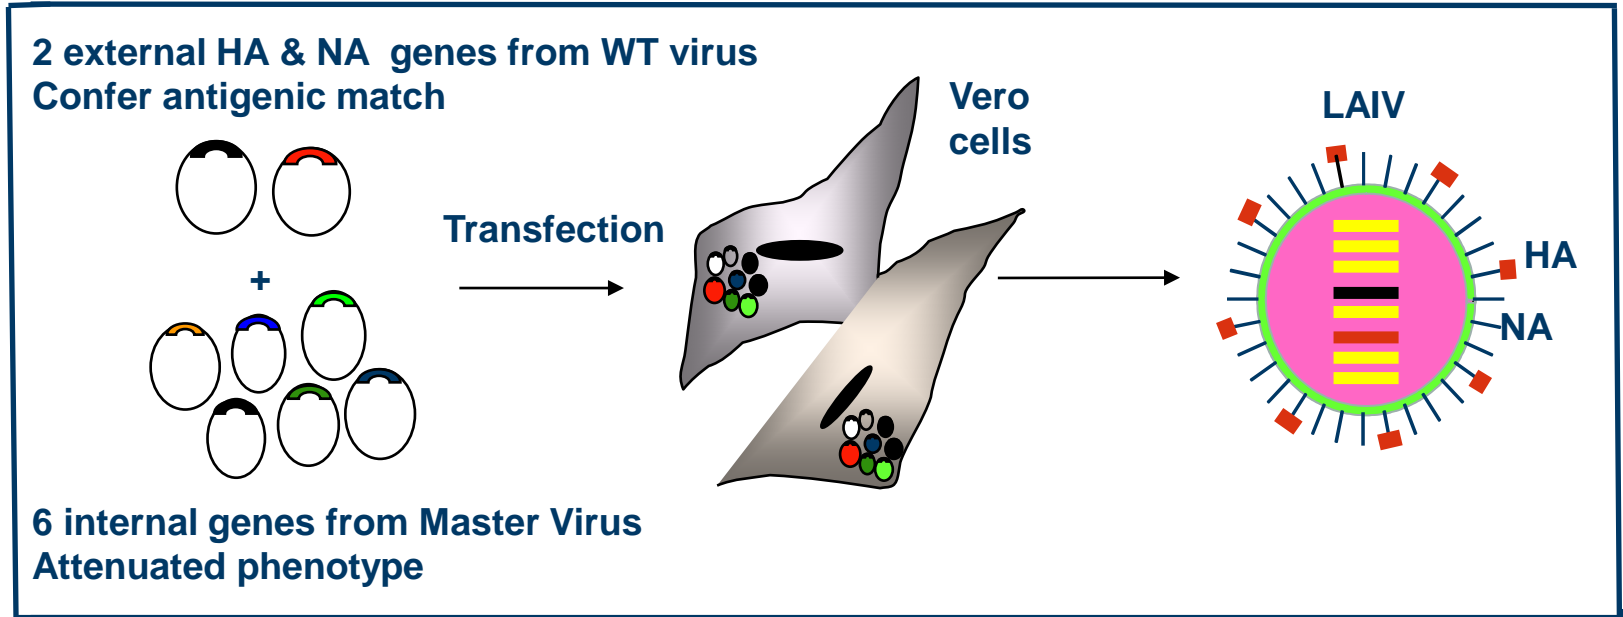 2 external HA & NA genes from WT virus
Confer antigenic match
+
Transfection
Vero
cells
LAIV
HA
NA
6 internal genes from Master Virus
Attenuated phenotype